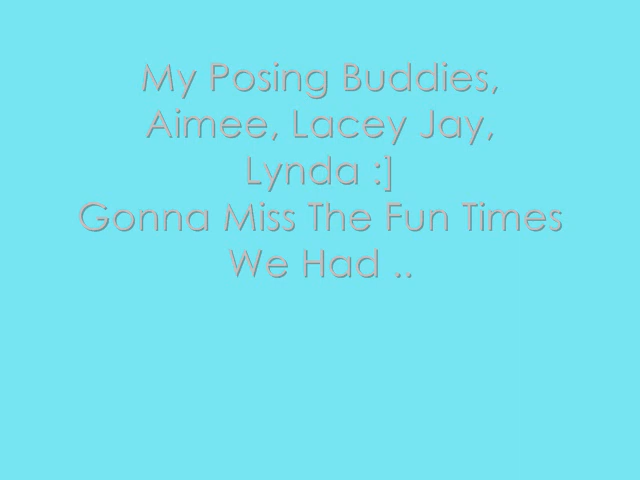 My Posing Buddies,
Aimee, Lacey Jay,
Lynda :]
Gonna Miss The Fun Times
We Had ..